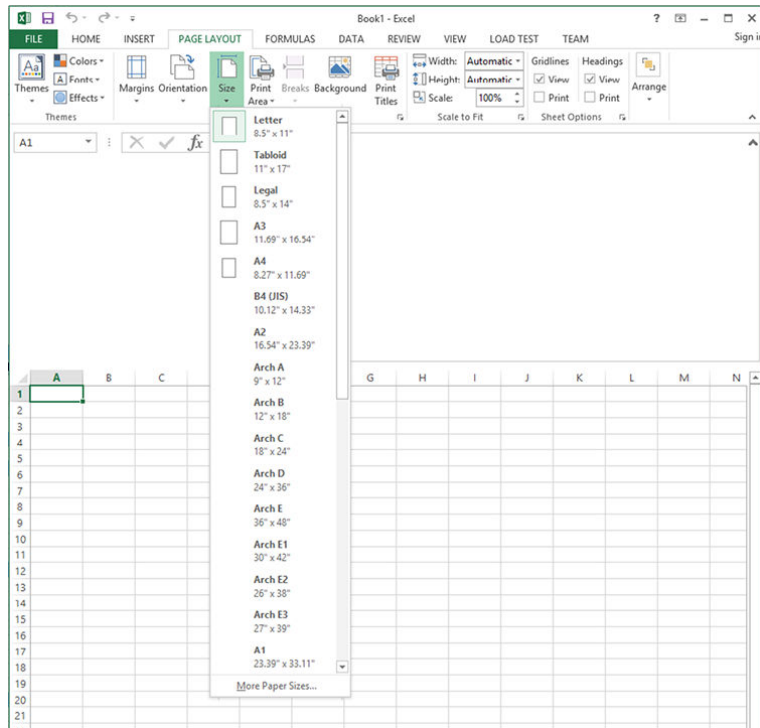 Book1 - Excel
?
FILE HOME INSERT PAGE LAYOUT FORMULAS DATA REVIEW VIEW LOAD TEST TEAM Sign in
Themes
Colors
Fonts
Effects
Themes
Margins
Orientation
Size
Print Area
Breaks
Background
Print Titles
Width: Automatic
Height: Automatic
Scale: 100%
Scale to Fit
Gridlines Headings
View View
Print Print
Sheet Options
Arrange
A1
fx
Letter
8.5" x 11"
Tabloid
11" x 17"
Legal
8.5" x 14"
A3
11.69" x 16.54"
A4
8.27" x 11.69"
B4 (JIS)
10.12" x 14.33"
A2
16.54" x 23.39"
Arch A
9" x 12"
Arch B
12" x 18"
Arch C
18" x 24"
Arch D
24" x 36"
Arch E
36" x 48"
Arch E1
30" x 42"
Arch E2
26" x 38"
Arch E3
27" x 39"
A1
23.39" x 33.11"
More Paper Sizes...
A B C G H I J K L M N
1
2
3
4
5
6
7
8
9
10
11
12
13
14
15
16
17
18
19
20
21